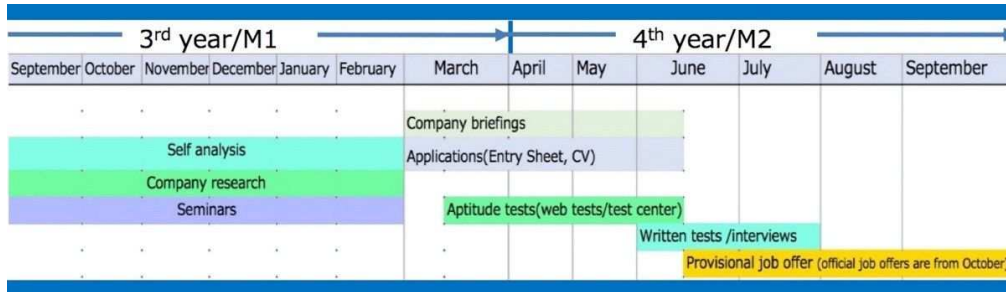 3rd year/M1 4th year/M2
September October November December January February March April May June July August September
Company briefings
Self analysis Applications(Entry Sheet, CV)
Company research
Seminars Aptitude tests(web tests/test center)
Written tests /interviews
Provisional job offer (official job offers are from October)